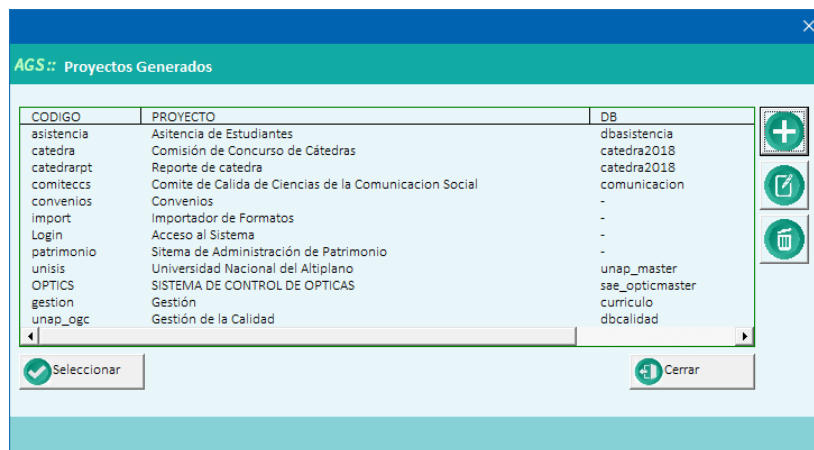 AGS:: Proyectos Generados
CODIGO PROYECTO DB
asistencia Asitencia de Estudiantes dbasistencia
catedra Comisión de Concurso de Cátedras catedra2018
catedrarpt Reporte de catedra catedra2018
comiteccs Comite de Calida de Ciencias de la Comunicacion Social comunicacion
convenios Convenios -
import Importador de Formatos -
Login Acceso al Sistema -
patrimonio Sitema de Administración de Patrimonio -
unisis Universidad Nacional del Altiplano unap_master
OPTICS SISTEMA DE CONTROL DE OPTICAS sae_opticmaster
gestion Gestión curriculo
unap_ogc Gestión de la Calidad dbcalidad
Seleccionar Cerrar